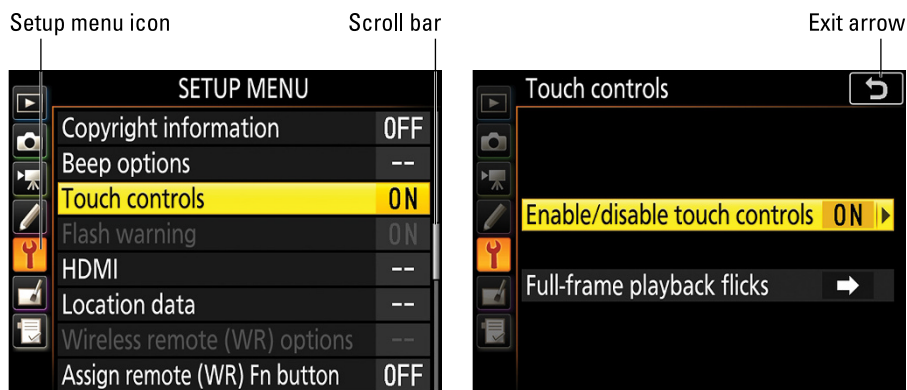 Setup menu icon
Scroll bar
Exit arrow
SETUP MENU
Copyright information OFF
Beep options --
Touch controls ON
Flash warning ON
HDMI --
Location data --
Wireless remote (WR) options --
Assign remote (WR) Fn button OFF
Touch controls
Enable/disable touch controls ON
Full-frame playback flicks